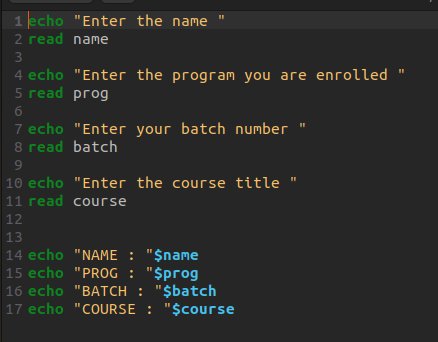 1 echo "Enter the name "
2 read name
3
4 echo "Enter the program you are enrolled "
5 read prog
6
7 echo "Enter your batch number "
8 read batch
9
10 echo "Enter the course title "
11 read course
12
13
14 echo "NAME : "$name
15 echo "PROG : "$prog
16 echo "BATCH : "$batch
17 echo "COURSE : "$course